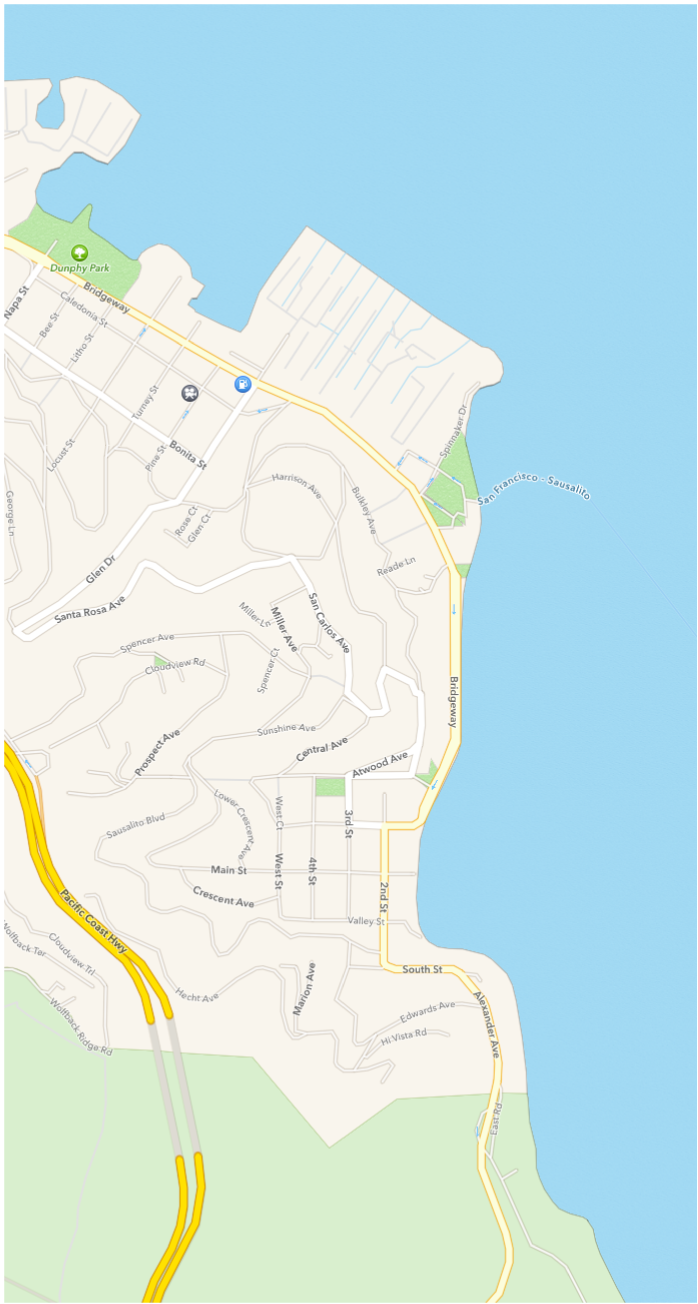 Dunphy Park
Bridgeway
Napa St
Caledonia St
Bee St
Litho St
Turney St
Locust St
Pine St
Bonita St
Spinnaker Dr
San Francisco - Sausalito
Harrison Ave
Bulkley Ave
George Ln
Rose Ct
Glen Ct
Glen Dr
Reade Ln
Santa Rosa Ave
Miller Ln
Miller Ave
San Carlos Ave
Spencer Ave
Cloudview Rd
Spencer Ct
Bridgeway
Sunshine Ave
Prospect Ave
Central Ave
Atwood Ave
Lower Crescent Ave
West Ct
3rd St
Sausalito Blvd
Main St
West St
4th St
2nd St
Crescent Ave
Pacific Coast Hwy
Valley St
Wolfback Ter
Cloudview Trl
South St
Hecht Ave
Marion Ave
Alexander Ave
Edwards Ave
Hi Vista Rd
Wolfback Ridge Rd
East Rd